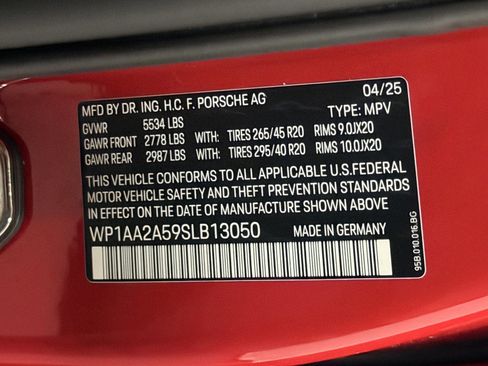 MFD BY DR. ING. H.C. F. PORSCHE AG 04/25
GVWR 5534 LBS TYPE: MPV
GAWR FRONT 2778 LBS WITH: TIRES 265/45 R20 RIMS 9.0JX20
GAWR REAR 2987 LBS WITH: TIRES 295/40 R20 RIMS 10.0JX20
THIS VEHICLE CONFORMS TO ALL APPLICABLE U.S.FEDERAL
MOTOR VEHICLE SAFETY AND THEFT PREVENTION STANDARDS
IN EFFECT ON THE DATE OF MANUFACTURE SHOWN ABOVE
WP1AA2A59SLB13050
95B.010.016.BG